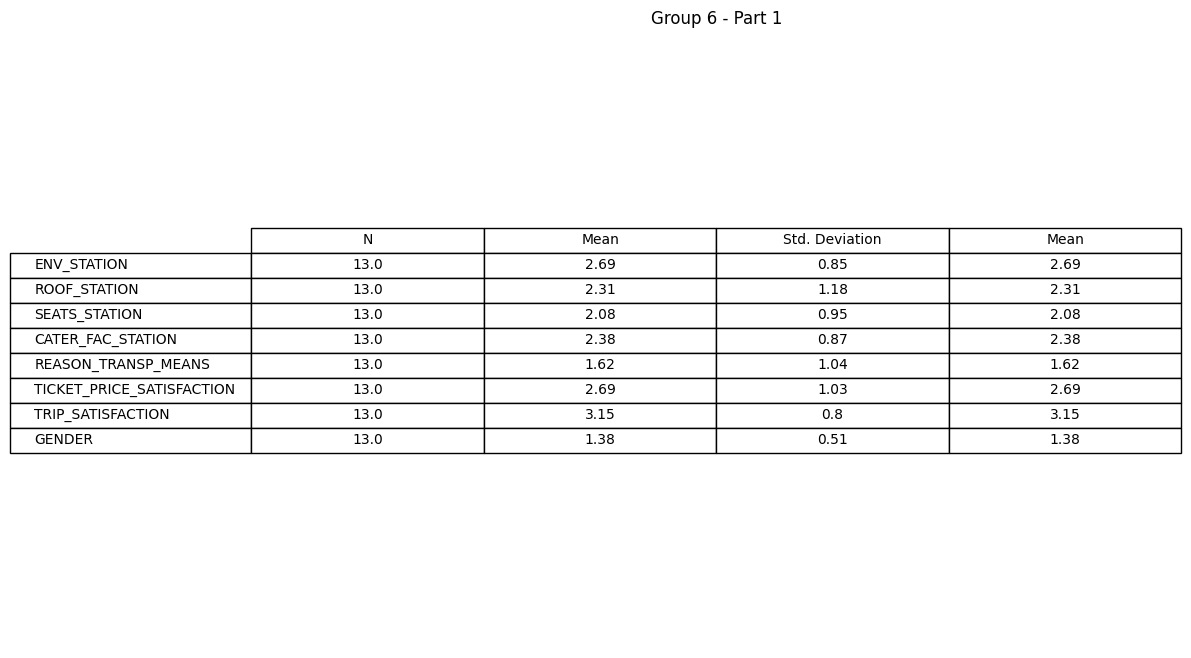 Group 6 - Part 1
N Mean Std. Deviation Mean
ENV_STATION 13.0 2.69 0.85 2.69
ROOF_STATION 13.0 2.31 1.18 2.31
SEATS_STATION 13.0 2.08 0.95 2.08
CATER_FAC_STATION 13.0 2.38 0.87 2.38
REASON_TRANSP_MEANS 13.0 1.62 1.04 1.62
TICKET_PRICE_SATISFACTION 13.0 2.69 1.03 2.69
TRIP_SATISFACTION 13.0 3.15 0.8 3.15
GENDER 13.0 1.38 0.51 1.38